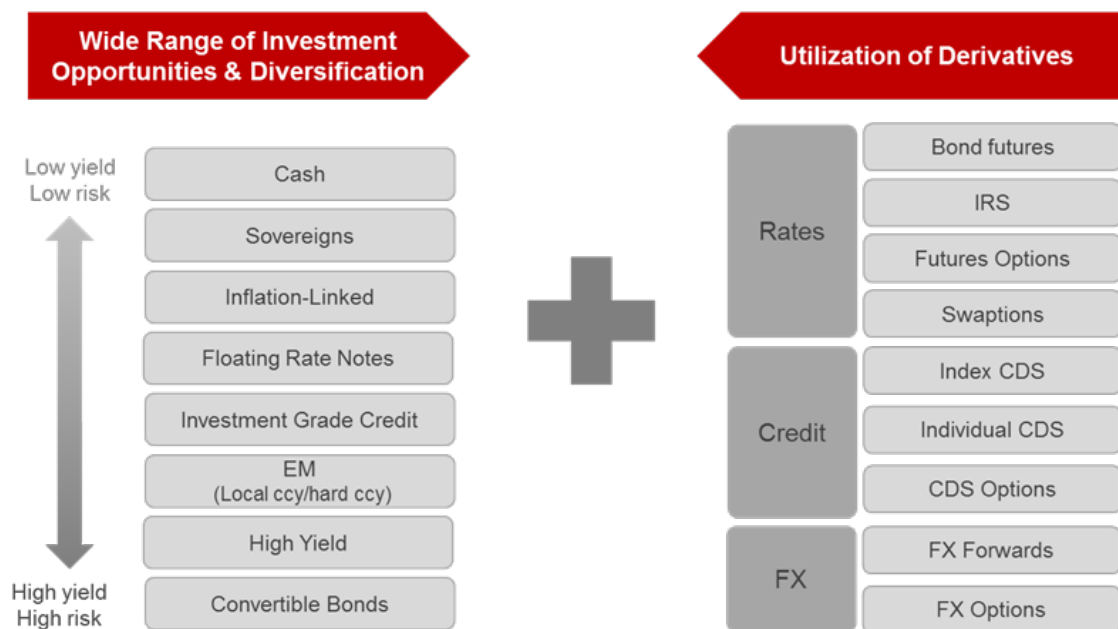 Wide Range of Investment
Opportunities & Diversification
Low yield
Low risk
High yield
High risk
Cash
Sovereigns
Inflation-Linked
Floating Rate Notes
Investment Grade Credit
EM
(Local ccy/hard ccy)
High Yield
Convertible Bonds
Utilization of Derivatives
Rates
Bond futures
IRS
Futures Options
Swaptions
Credit
Index CDS
Individual CDS
CDS Options
FX
FX Forwards
FX Options